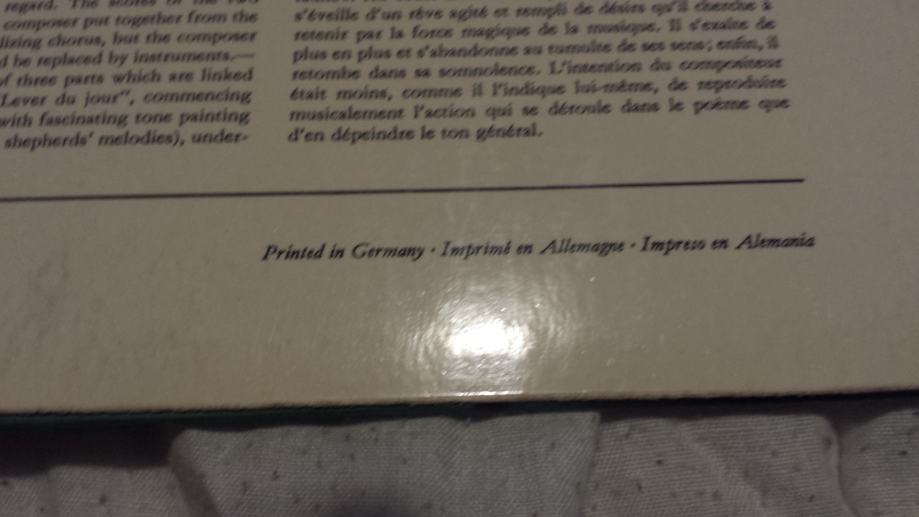 regard. The scores of the two
composer put together from the
lizing chorus, but the composer
d be replaced by instruments.—
of three parts which are linked
Lever du jour", commencing
with fascinating tone painting
shepherds' melodies), under-
s'éveille d'un rêve agité et rempli de désirs qu'il cherche à
retenir par la force magique de la musique. Il s'exalte de
plus en plus et s'abandonne au tumulte de ses sens; enfin, il
retombe dans sa somnolence. L'intention du compositeur
était moins, comme il l'indique lui-même, de reproduire
musicalement l'action qui se déroule dans le poème que
d'en dépeindre le ton général.
Printed in Germany · Imprimé en Allemagne · Impreso en Alemania